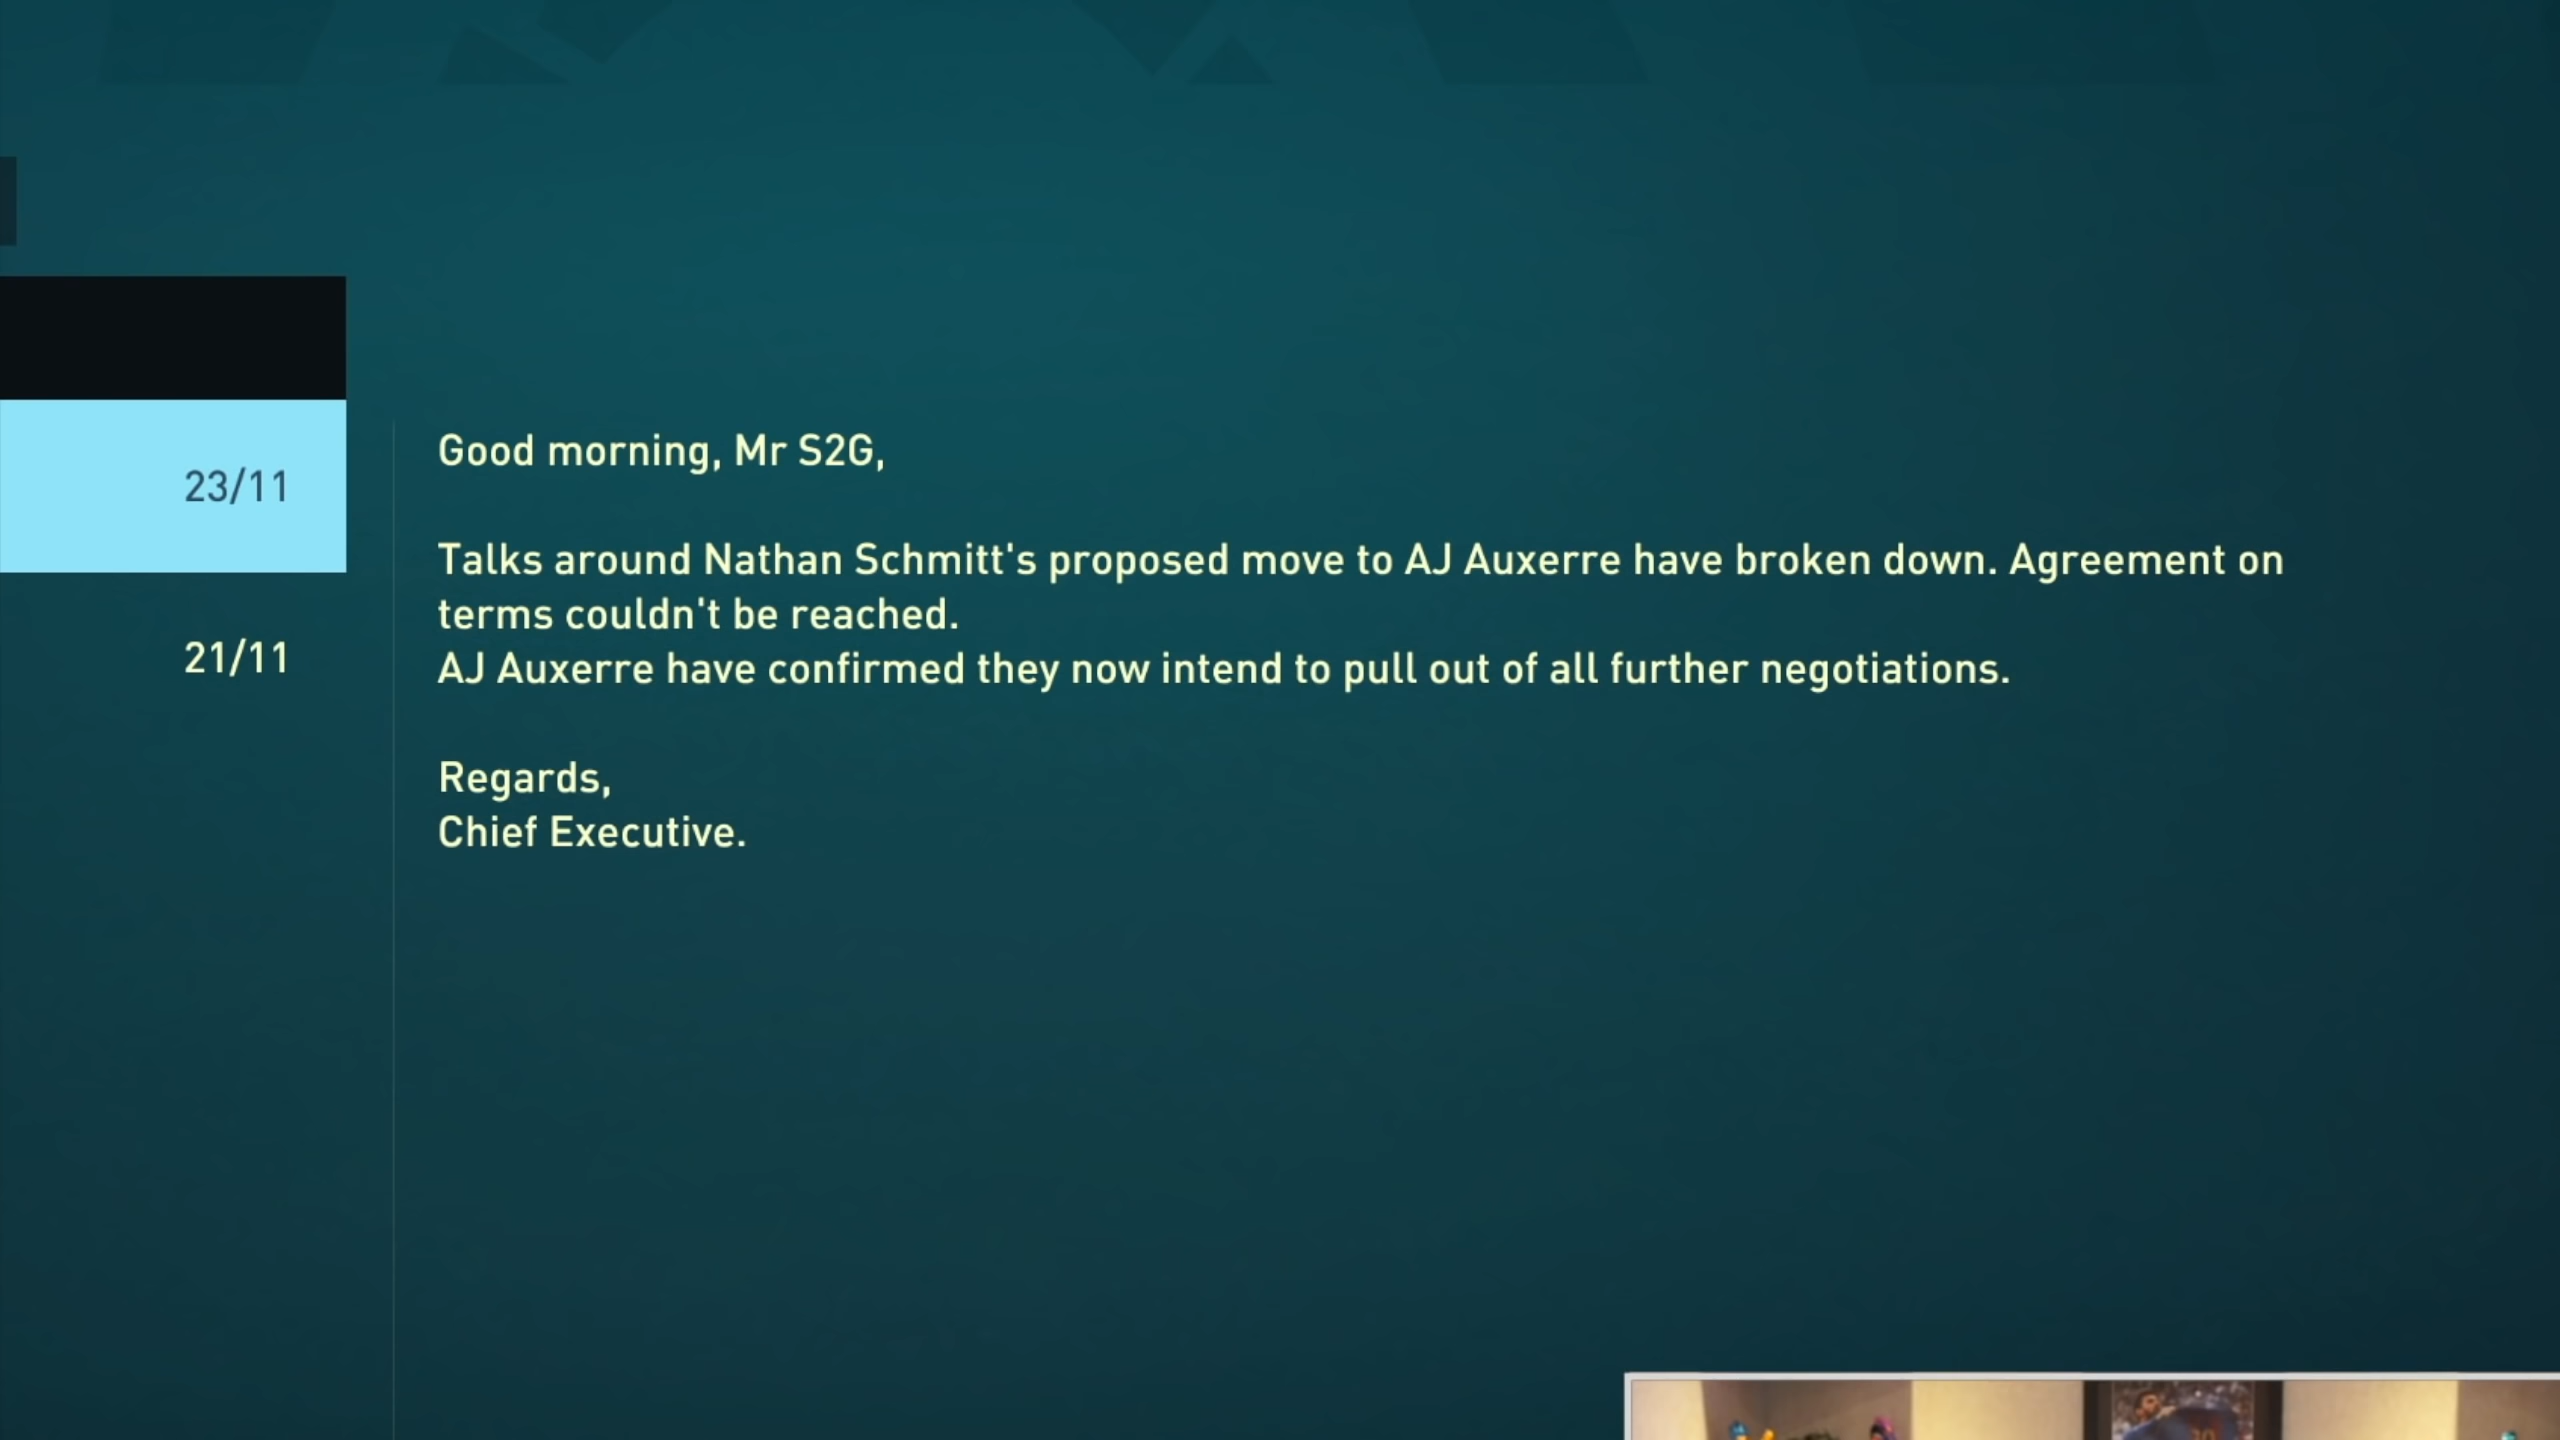 23/11
21/11
Good morning, Mr S2G,
Talks around Nathan Schmitt's proposed move to AJ Auxerre have broken down. Agreement on
terms couldn't be reached.
AJ Auxerre have confirmed they now intend to pull out of all further negotiations.
Regards,
Chief Executive.